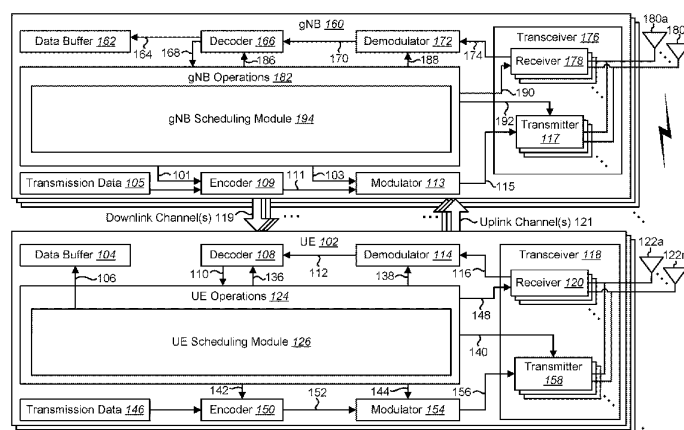 gNB 160
180a
180
Data Buffer 162
Decoder 166
Demodulator 172
Transceiver 176
164
168
186
170
188
174
Receiver 178
gNB Operations 182
190
192
gNB Scheduling Module 194
Transmitter 117
101
103
Transmission Data 105
Encoder 109
111
Modulator 113
115
Downlink Channel(s) 119
Uplink Channel(s) 121
UE 102
122a
122n
Data Buffer 104
Decoder 108
Demodulator 114
Transceiver 118
106
110
136
112
138
116
Receiver 120
UE Operations 124
148
UE Scheduling Module 126
140
Transmitter 158
142
144
156
Transmission Data 146
Encoder 150
152
Modulator 154